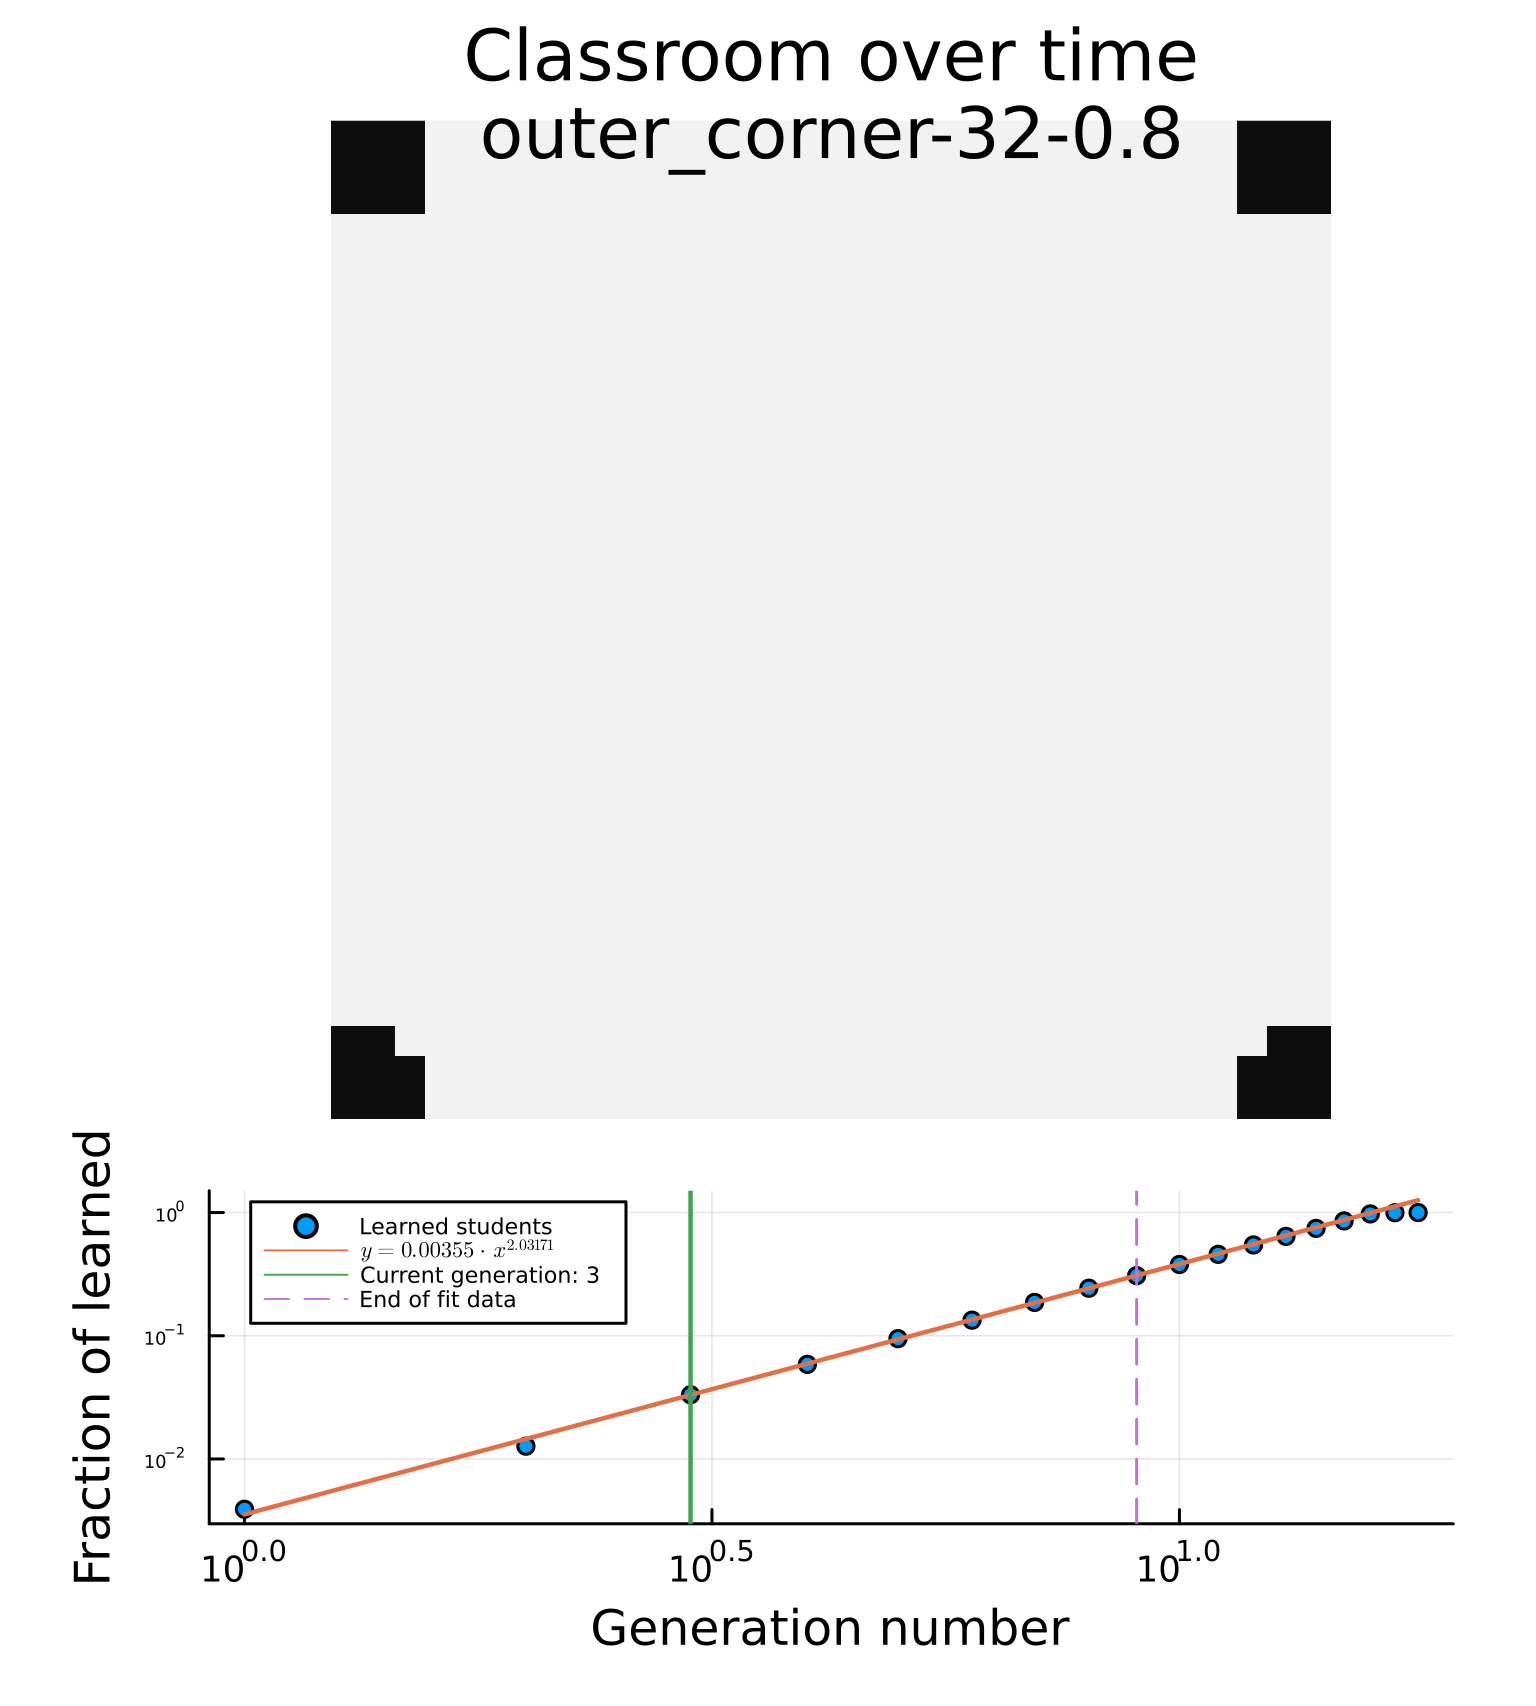 Classroom over time
outer_corner-32-0.8
Fraction of learned
10⁰
10⁻¹
10⁻²
Learned students
y = 0.00355 · x^2.03171
Current generation: 3
End of fit data
10^0.0
10^0.5
10^1.0
Generation number